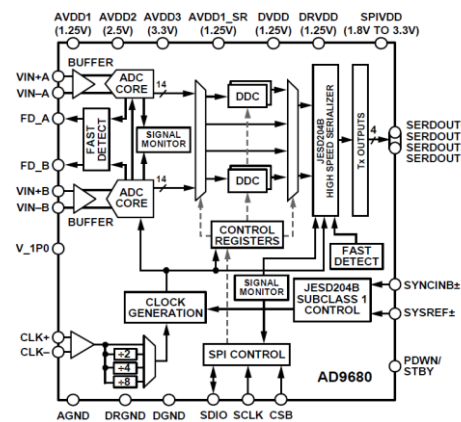 AVDD1 AVDD2 AVDD3 AVDD1_SR DVDD DRVDD SPIVDD
(1.25V) (2.5V) (3.3V) (1.25V) (1.25V) (1.25V) (1.8V TO 3.3V)
BUFFER
VIN+A
VIN–A
ADC
CORE
14
DDC
FD_A
FAST
DETECT
SIGNAL
MONITOR
FD_B
VIN+B
VIN–B
ADC
CORE
14
DDC
BUFFER
JESD204B
HIGH SPEED SERIALIZER
Tx OUTPUTS
4
SERDOUT
SERDOUT
SERDOUT
SERDOUT
V_1P0
CONTROL
REGISTERS
FAST
DETECT
SIGNAL
MONITOR
CLOCK
GENERATION
JESD204B
SUBCLASS 1
CONTROL
SYNCINB±
SYSREF±
CLK+
CLK–
÷2
÷4
÷8
SPI CONTROL
PDWN/
STBY
AD9680
AGND DRGND DGND SDIO SCLK CSB